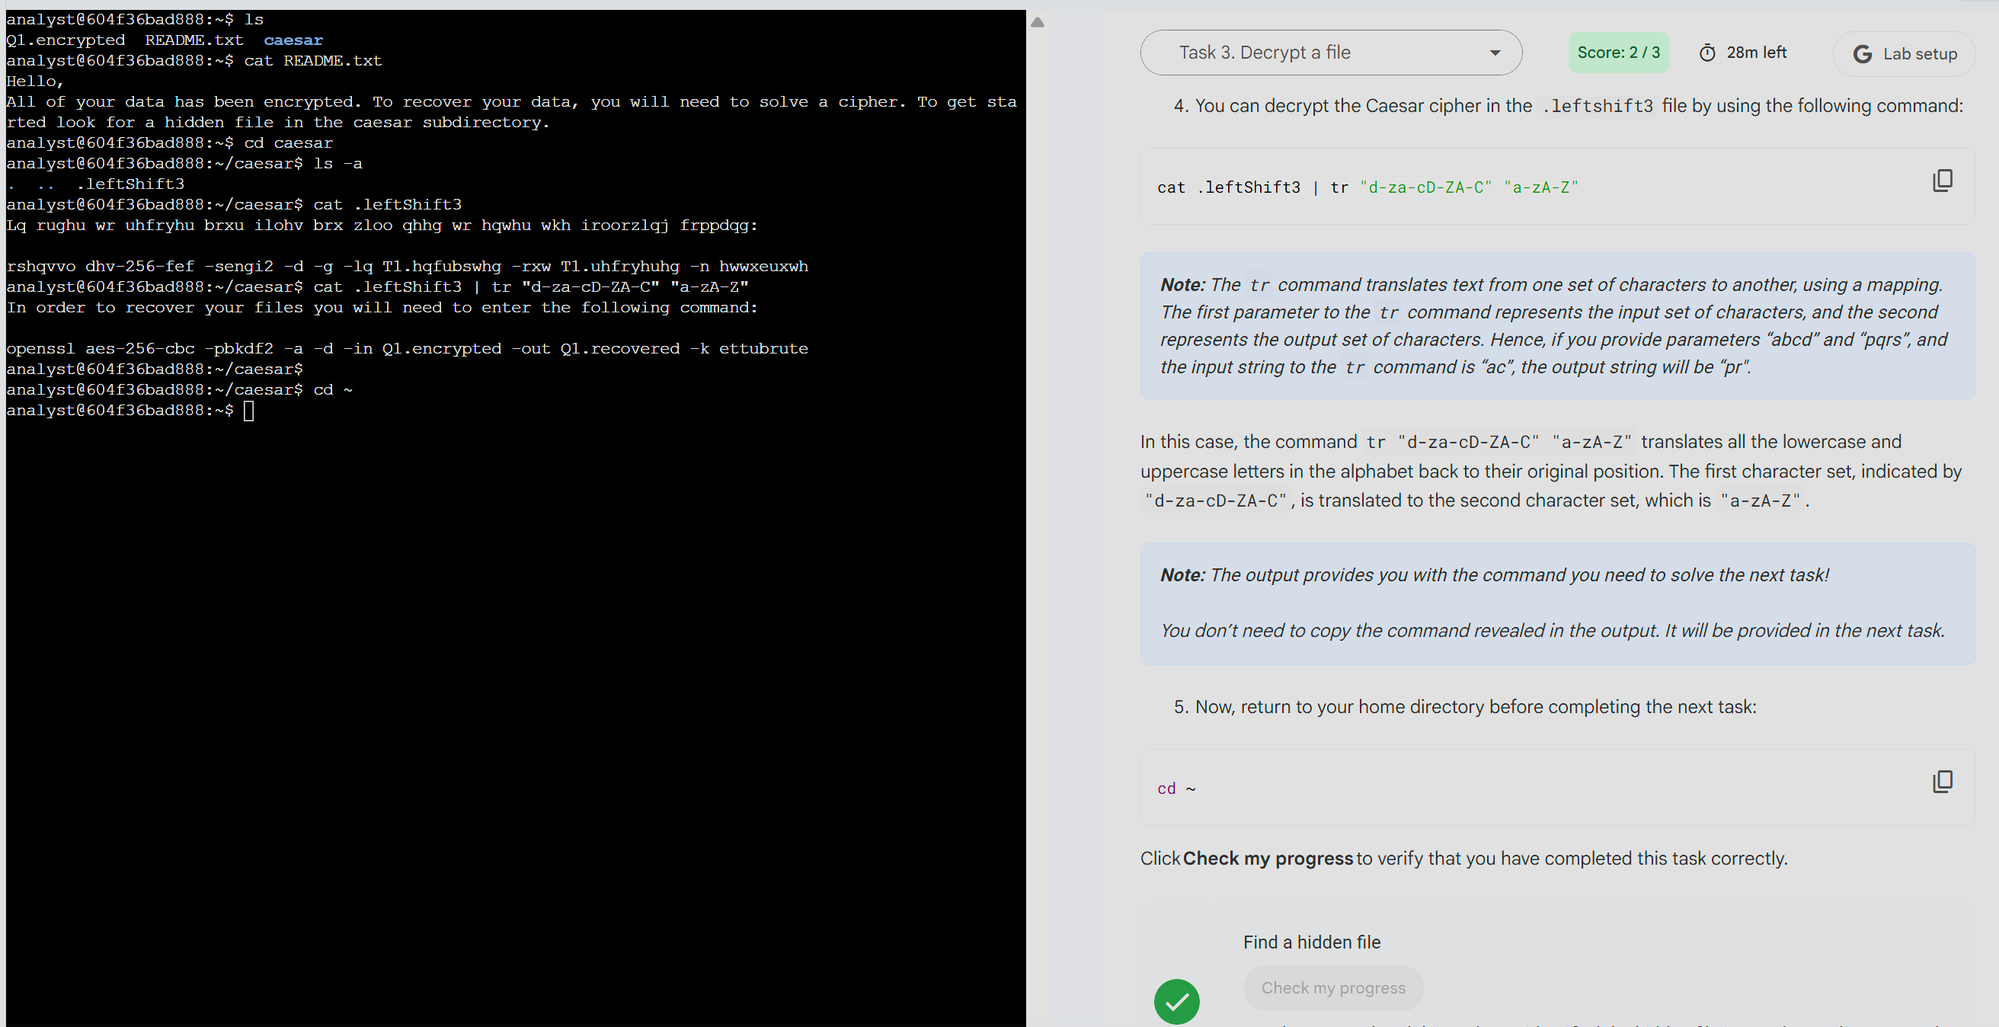 analyst@604f36bad888:~$ ls
Q1.encrypted  README.txt  caesar
analyst@604f36bad888:~$ cat README.txt
Hello,
All of your data has been encrypted. To recover your data, you will need to solve a cipher. To get sta
rted look for a hidden file in the caesar subdirectory.
analyst@604f36bad888:~$ cd caesar
analyst@604f36bad888:~/caesar$ ls -a
.  ..  .leftShift3
analyst@604f36bad888:~/caesar$ cat .leftShift3
Lq rughu wr uhfryhu brxu ilohv brx zloo qhhg wr hqwhu wkh iroorzlqj frppdqg:
rshqvvo dhv-256-fef -sengi2 -d -g -lq T1.hqfubswhg -rxw T1.uhfryhuhg -n hwwxeuxwh
analyst@604f36bad888:~/caesar$ cat .leftShift3 | tr "d-za-cD-ZA-C" "a-zA-Z"
In order to recover your files you will need to enter the following command:
openssl aes-256-cbc -pbkdf2 -a -d -in Q1.encrypted -out Q1.recovered -k ettubrute
analyst@604f36bad888:~/caesar$
analyst@604f36bad888:~/caesar$ cd ~
analyst@604f36bad888:~$
Task 3. Decrypt a file
Score: 2 / 3
28m left
G Lab setup
4. You can decrypt the Caesar cipher in the .leftshift3 file by using the following command:
cat .leftShift3 | tr "d-za-cD-ZA-C" "a-zA-Z"
Note: The tr command translates text from one set of characters to another, using a mapping.
The first parameter to the tr command represents the input set of characters, and the second
represents the output set of characters. Hence, if you provide parameters “abcd” and “pqrs”, and
the input string to the tr command is “ac”, the output string will be “pr".
In this case, the command tr "d-za-cD-ZA-C" "a-zA-Z" translates all the lowercase and
uppercase letters in the alphabet back to their original position. The first character set, indicated by
"d-za-cD-ZA-C", is translated to the second character set, which is "a-zA-Z".
Note: The output provides you with the command you need to solve the next task!
You don’t need to copy the command revealed in the output. It will be provided in the next task.
5. Now, return to your home directory before completing the next task:
cd ~
Click Check my progress to verify that you have completed this task correctly.
Find a hidden file
Check my progress